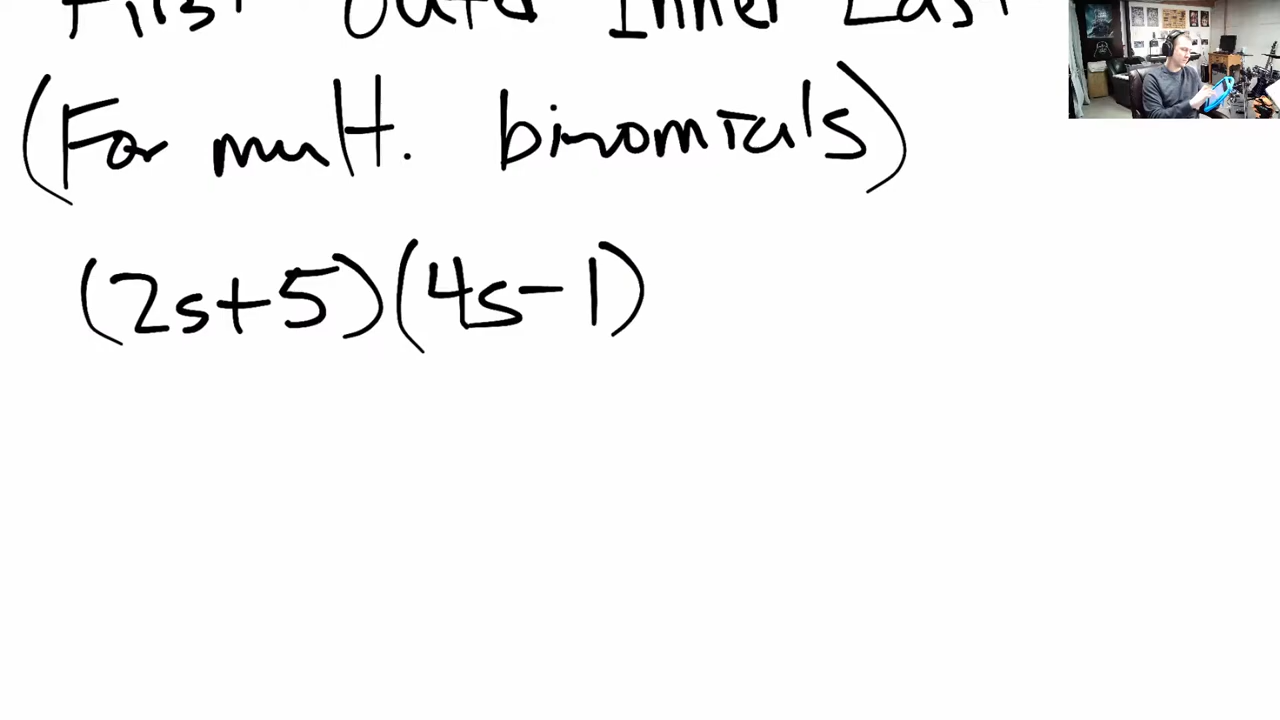 First Outer Inner Last
(For mult. binomials)
(2s+5)(4s-1)